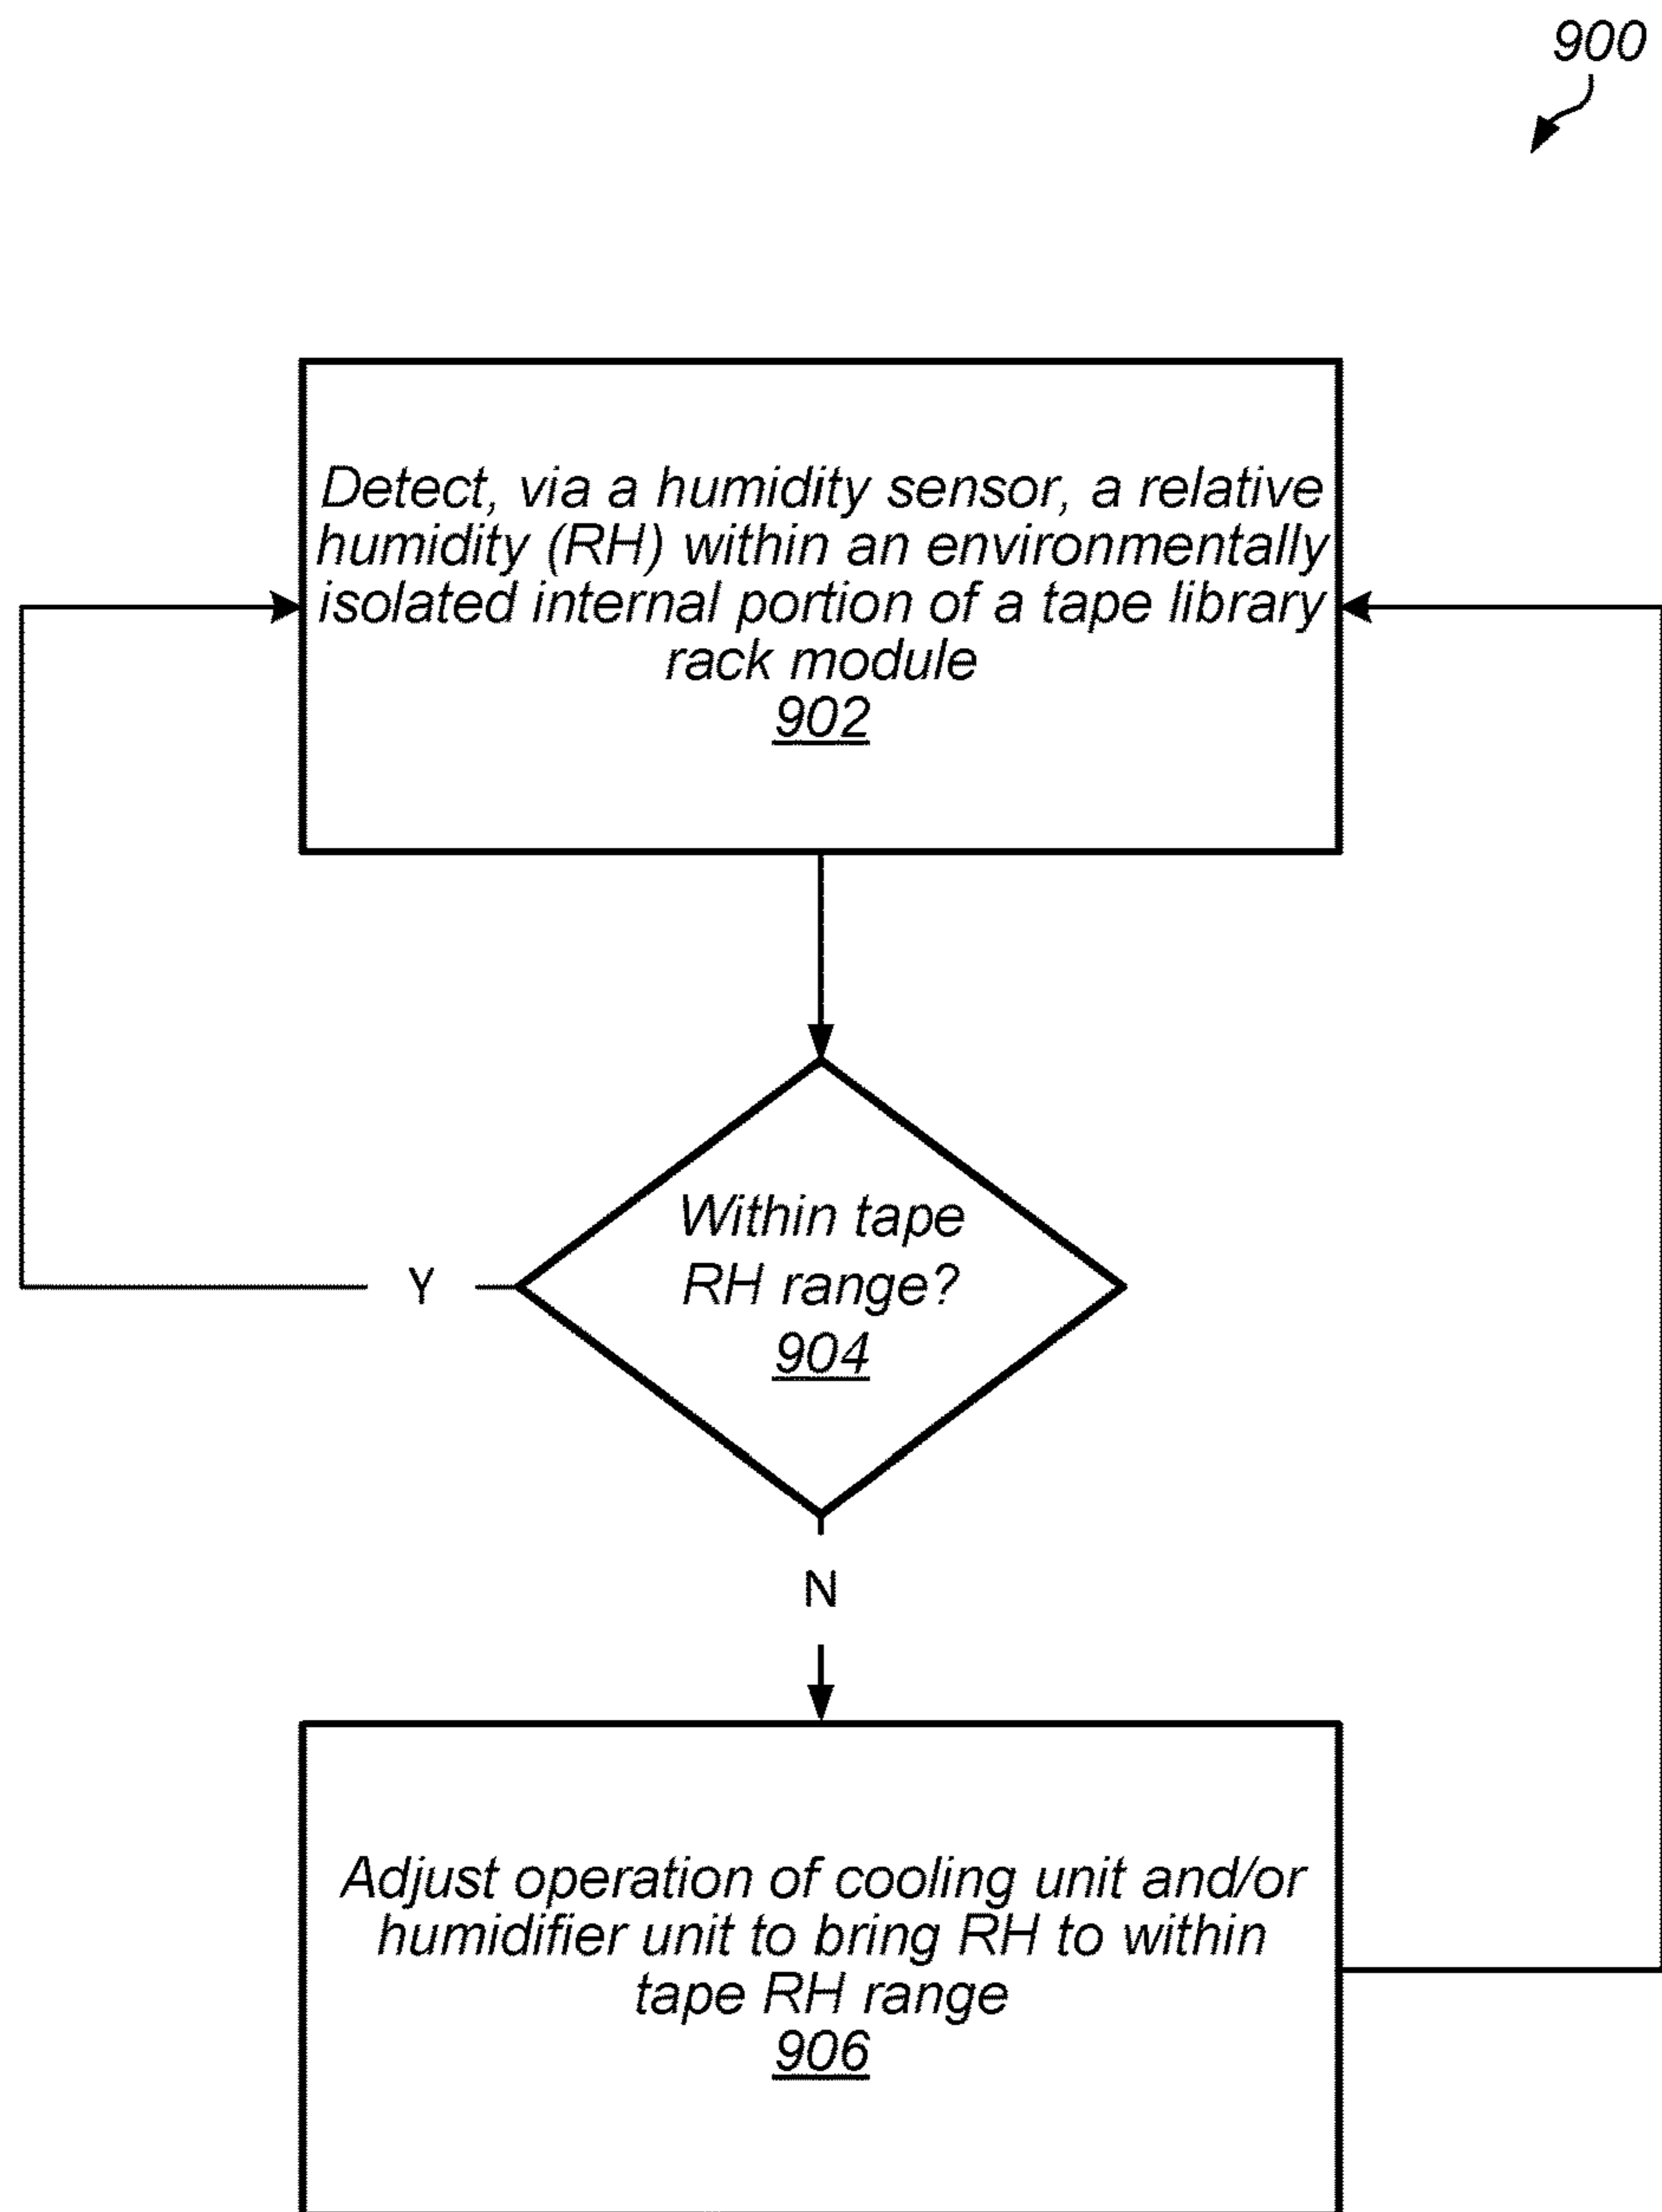 900
Detect, via a humidity sensor, a relative
humidity (RH) within an environmentally
isolated internal portion of a tape library
rack module
902
Within tape
RH range?
904
Y
N
Adjust operation of cooling unit and/or
humidifier unit to bring RH to within
tape RH range
906